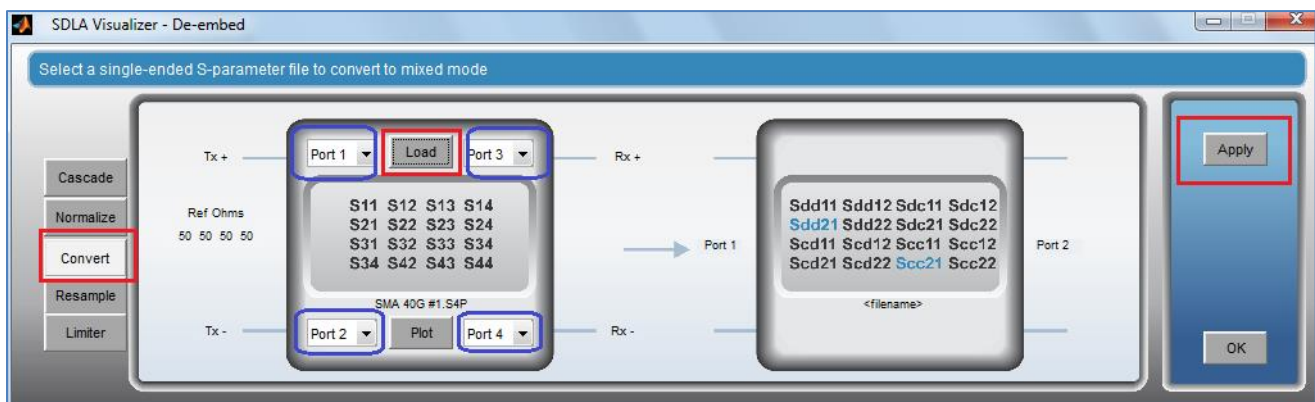 SDLA Visualizer - De-embed
Select a single-ended S-parameter file to convert to mixed mode
Cascade
Normalize
Convert
Resample
Limiter
Tx +
Port 1
Load
Port 3
Rx +
Ref Ohms
50 50 50 50
S11 S12 S13 S14
S21 S22 S23 S24
S31 S32 S33 S34
S34 S42 S43 S44
SMA 40G #1.S4P
Tx -
Port 2
Plot
Port 4
Rx -
Port 1
Sdd11 Sdd12 Sdc11 Sdc12
Sdd21 Sdd22 Sdc21 Sdc22
Scd11 Scd12 Scc11 Scc12
Scd21 Scd22 Scc21 Scc22
<filename>
Port 2
Apply
OK